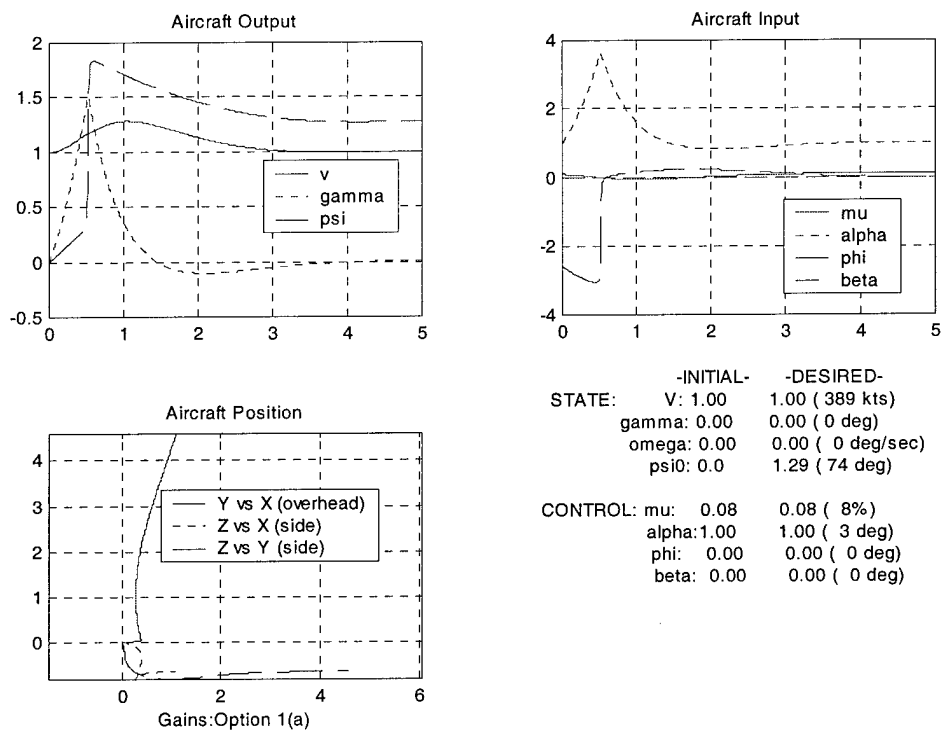 Aircraft Output
2
1.5
1
0.5
0
-0.5
0 1 2 3 4 5
v
gamma
psi
Aircraft Input
4
2
0
-2
-4
0 1 2 3 4 5
mu
alpha
phi
beta
Aircraft Position
4
3
2
1
0
0 2 4 6
Y vs X (overhead)
Z vs X (side)
Z vs Y (side)
Gains:Option 1(a)
-INITIAL- -DESIRED-
STATE: V: 1.00 1.00 ( 389 kts)
gamma: 0.00 0.00 ( 0 deg)
omega: 0.00 0.00 ( 0 deg/sec)
psi0: 0.0 1.29 ( 74 deg)
CONTROL: mu: 0.08 0.08 ( 8%)
alpha:1.00 1.00 ( 3 deg)
phi: 0.00 0.00 ( 0 deg)
beta: 0.00 0.00 ( 0 deg)